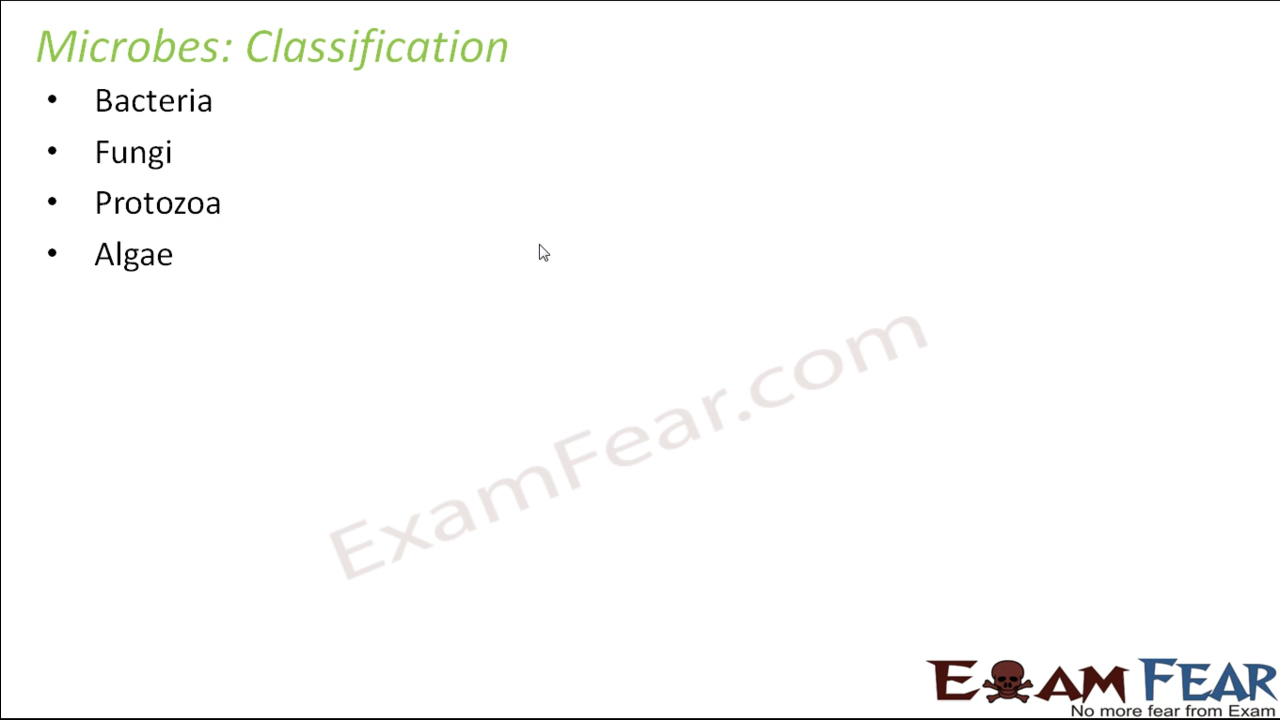 Microbes: Classification
• Bacteria
• Fungi
• Protozoa
• Algae
ExamFear.com
EXAM FEAR
No more fear from Exam